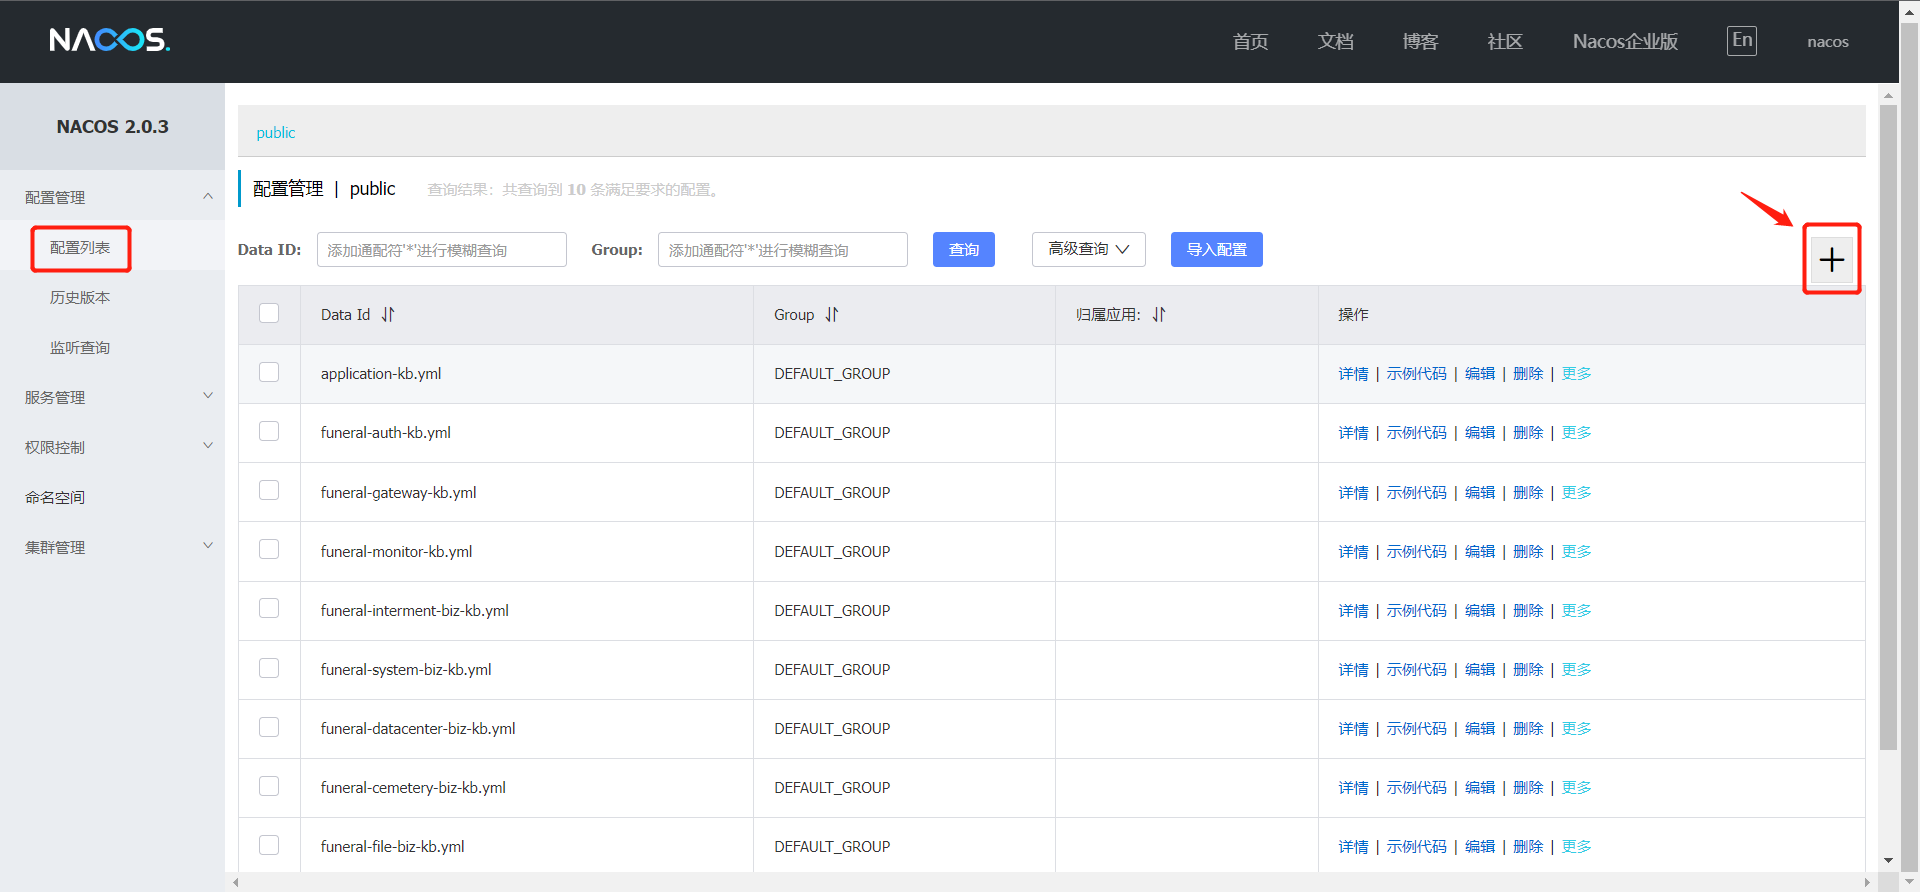 NACOS.
首页 文档 博客 社区 Nacos企业版 En nacos
NACOS 2.0.3
配置管理
配置列表
历史版本
监听查询
服务管理
权限控制
命名空间
集群管理
public
配置管理 | public 查询结果：共查询到 10 条满足要求的配置。
Data ID: 添加通配符'*'进行模糊查询 Group: 添加通配符'*'进行模糊查询 查询 高级查询 导入配置
Data Id Group 归属应用: 操作
application-kb.yml DEFAULT_GROUP 详情 | 示例代码 | 编辑 | 删除 | 更多
funeral-auth-kb.yml DEFAULT_GROUP 详情 | 示例代码 | 编辑 | 删除 | 更多
funeral-gateway-kb.yml DEFAULT_GROUP 详情 | 示例代码 | 编辑 | 删除 | 更多
funeral-monitor-kb.yml DEFAULT_GROUP 详情 | 示例代码 | 编辑 | 删除 | 更多
funeral-interment-biz-kb.yml DEFAULT_GROUP 详情 | 示例代码 | 编辑 | 删除 | 更多
funeral-system-biz-kb.yml DEFAULT_GROUP 详情 | 示例代码 | 编辑 | 删除 | 更多
funeral-datacenter-biz-kb.yml DEFAULT_GROUP 详情 | 示例代码 | 编辑 | 删除 | 更多
funeral-cemetery-biz-kb.yml DEFAULT_GROUP 详情 | 示例代码 | 编辑 | 删除 | 更多
funeral-file-biz-kb.yml DEFAULT_GROUP 详情 | 示例代码 | 编辑 | 删除 | 更多